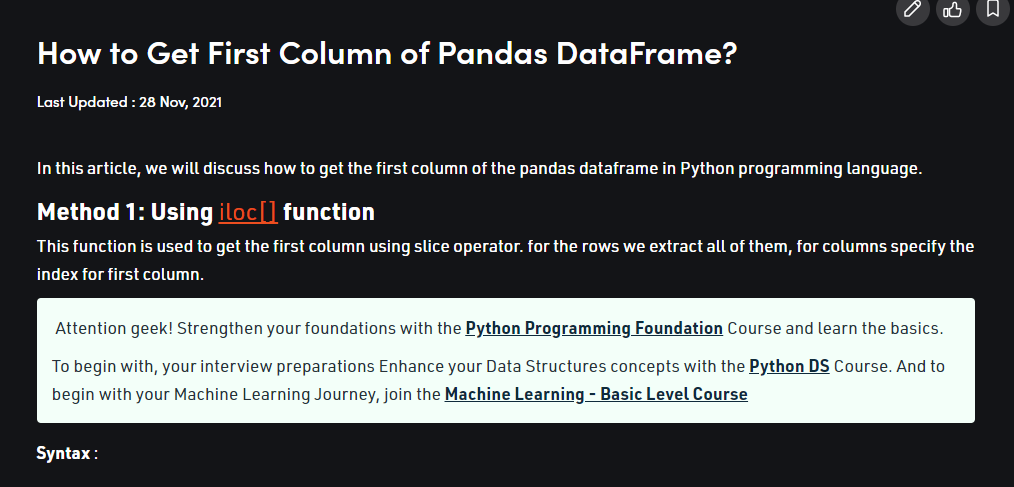 How to Get First Column of Pandas DataFrame?
Last Updated : 28 Nov, 2021
In this article, we will discuss how to get the first column of the pandas dataframe in Python programming language.
Method 1: Using iloc[] function
This function is used to get the first column using slice operator. for the rows we extract all of them, for columns specify the
index for first column.
Attention geek! Strengthen your foundations with the Python Programming Foundation Course and learn the basics.
To begin with, your interview preparations Enhance your Data Structures concepts with the Python DS Course. And to
begin with your Machine Learning Journey, join the Machine Learning - Basic Level Course
Syntax :